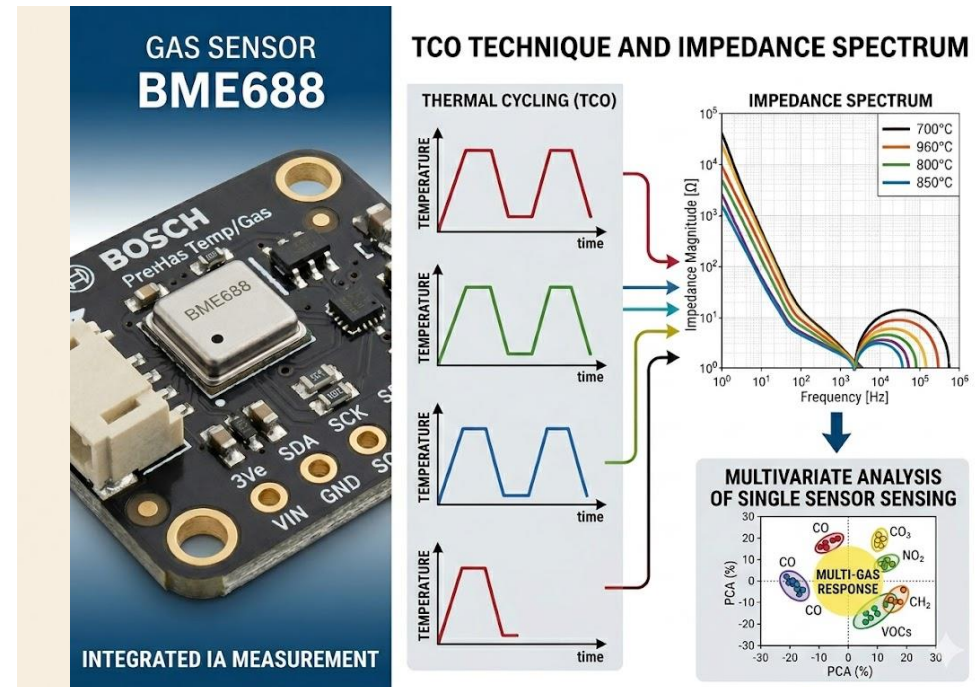 GAS SENSOR
BME688
BOSCH
PreHas Temp/Gas
BME688
3Ve
SDA
SCK
VIN
GND
INTEGRATED IA MEASUREMENT
TCO TECHNIQUE AND IMPEDANCE SPECTRUM
THERMAL CYCLING (TCO)
TEMPERATURE
time
TEMPERATURE
time
TEMPERATURE
time
TEMPERATURE
time
IMPEDANCE SPECTRUM
Impedance Magnitude [Ω]
10⁵
10⁴
10³
10²
10¹
10⁰
700°C
960°C
800°C
850°C
10⁰ 10¹ 10² 10³ 10⁴ 10⁵ 10⁶
Frequency [Hz]
MULTIVARIATE ANALYSIS
OF SINGLE SENSOR SENSING
PCA (%)
30
20
10
0
-10
-20
-30
CO
CO₃
NO₂
CO
MULTI-GAS
RESPONSE
CO
CH₂
VOCs
-30 -20 -10 0 10 20 30
PCA (%)